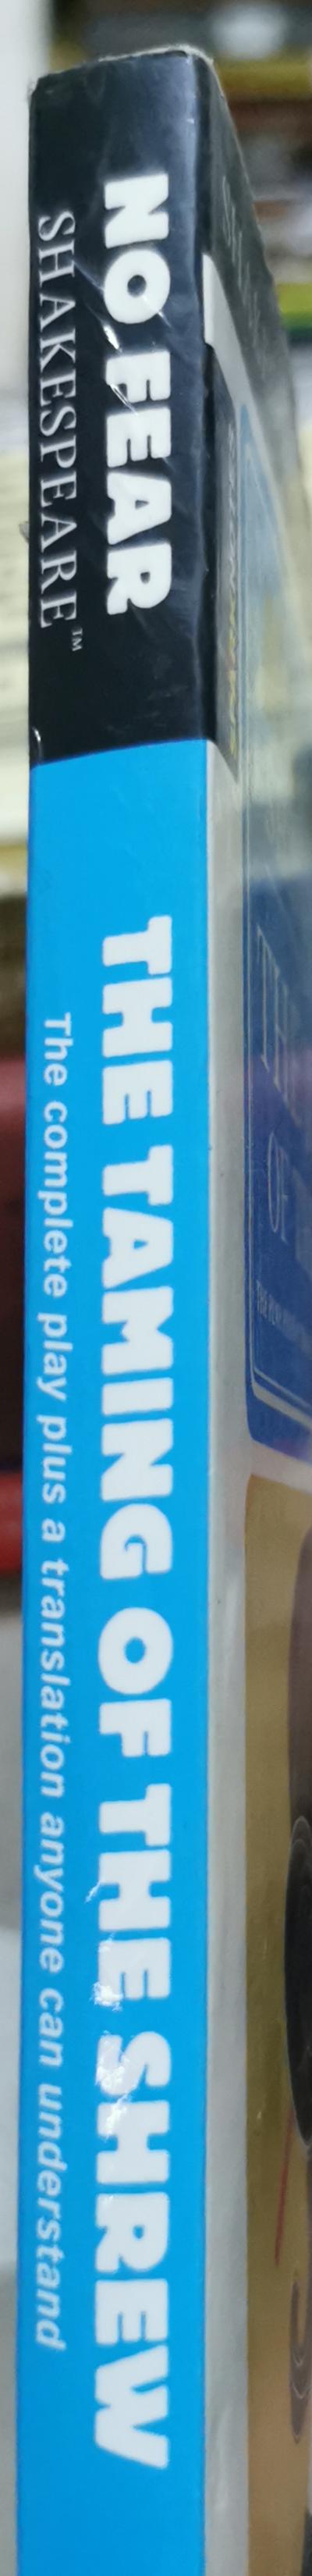 NO FEAR
SHAKESPEARE™
THE TAMING OF THE SHREW
The complete play plus a translation anyone can understand